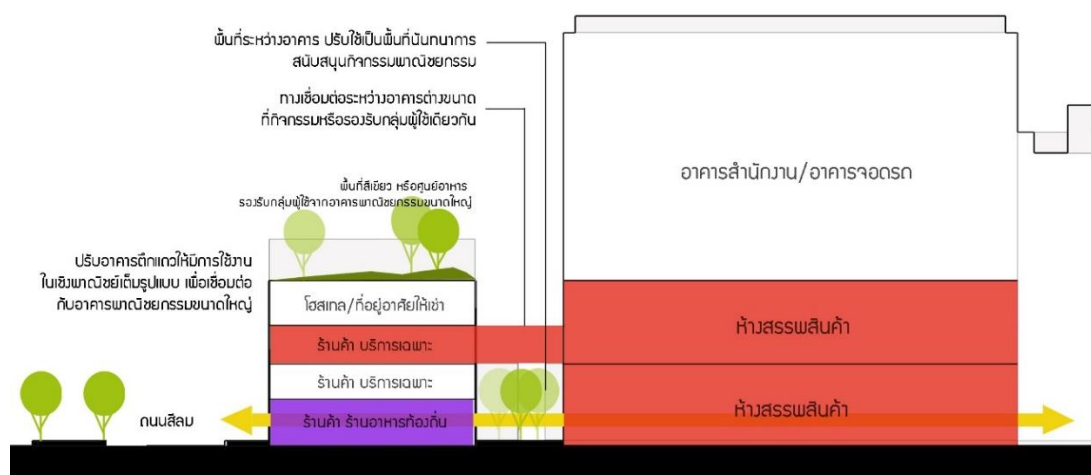 พื้นที่ระหว่างอาคาร ปรับใช้เป็นพื้นที่นันทนาการ
สนับสนุนกิจกรรมพาณิชยกรรม
ทางเชื่อมต่อระหว่างอาคารต่างขนาด
ที่กิจกรรมหรือรองรับกลุ่มผู้ใช้เดียวกัน
พื้นที่สีเขียว หรือศูนย์อาหาร
รองรับกลุ่มผู้ใช้จากอาคารพาณิชยกรรมขนาดใหญ่
ปรับอาคารตึกแถวให้มีการใช้งาน
ในเชิงพาณิชย์เต็มรูปแบบ เพื่อเชื่อมต่อ
กับอาคารพาณิชยกรรมขนาดใหญ่
อาคารสำนักงาน/อาคารจอดรถ
โฮสเทล/ที่อยู่อาศัยให้เช่า
ร้านค้า บริการเฉพาะ
ห้างสรรพสินค้า
ร้านค้า บริการเฉพาะ
ถนนสีลม
ร้านค้า ร้านอาหารท้องถิ่น
ห้างสรรพสินค้า